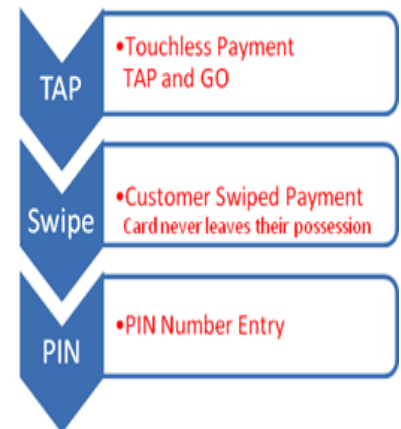 TAP
•Touchless Payment
TAP and GO
Swipe
•Customer Swiped Payment
Card never leaves their possession
PIN
•PIN Number Entry